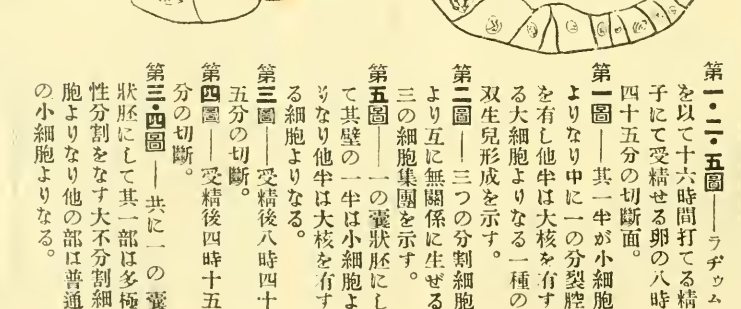 第一・二・五圖——ラヂウム
を以て十六時間打てる精
子にて受精せる卵の八時
四十五分の切斷面。
第一圖——其一半が小細胞
よりなり中に一の分裂腔
を有し他半は大核を有す
る大細胞よりなる一種の
双生兒形成を示す。
第二圖——三つの分割細胞
より互に無關係に生ぜる
三の細胞集團を示す。
第五圖——一の嚢狀胚にし
て其壁の一半は小細胞よ
りなり他半は大核を有す
る細胞よりなる。
第三圖——受精後八時四十
五分の切斷。
第四圖——受精後四時十五
分の切斷。
第三・四圖——共に一の嚢
狀胚にして其一部は多極
性分割をなす大不分割細
胞よりなり他の部は普通
の小細胞よりなる。